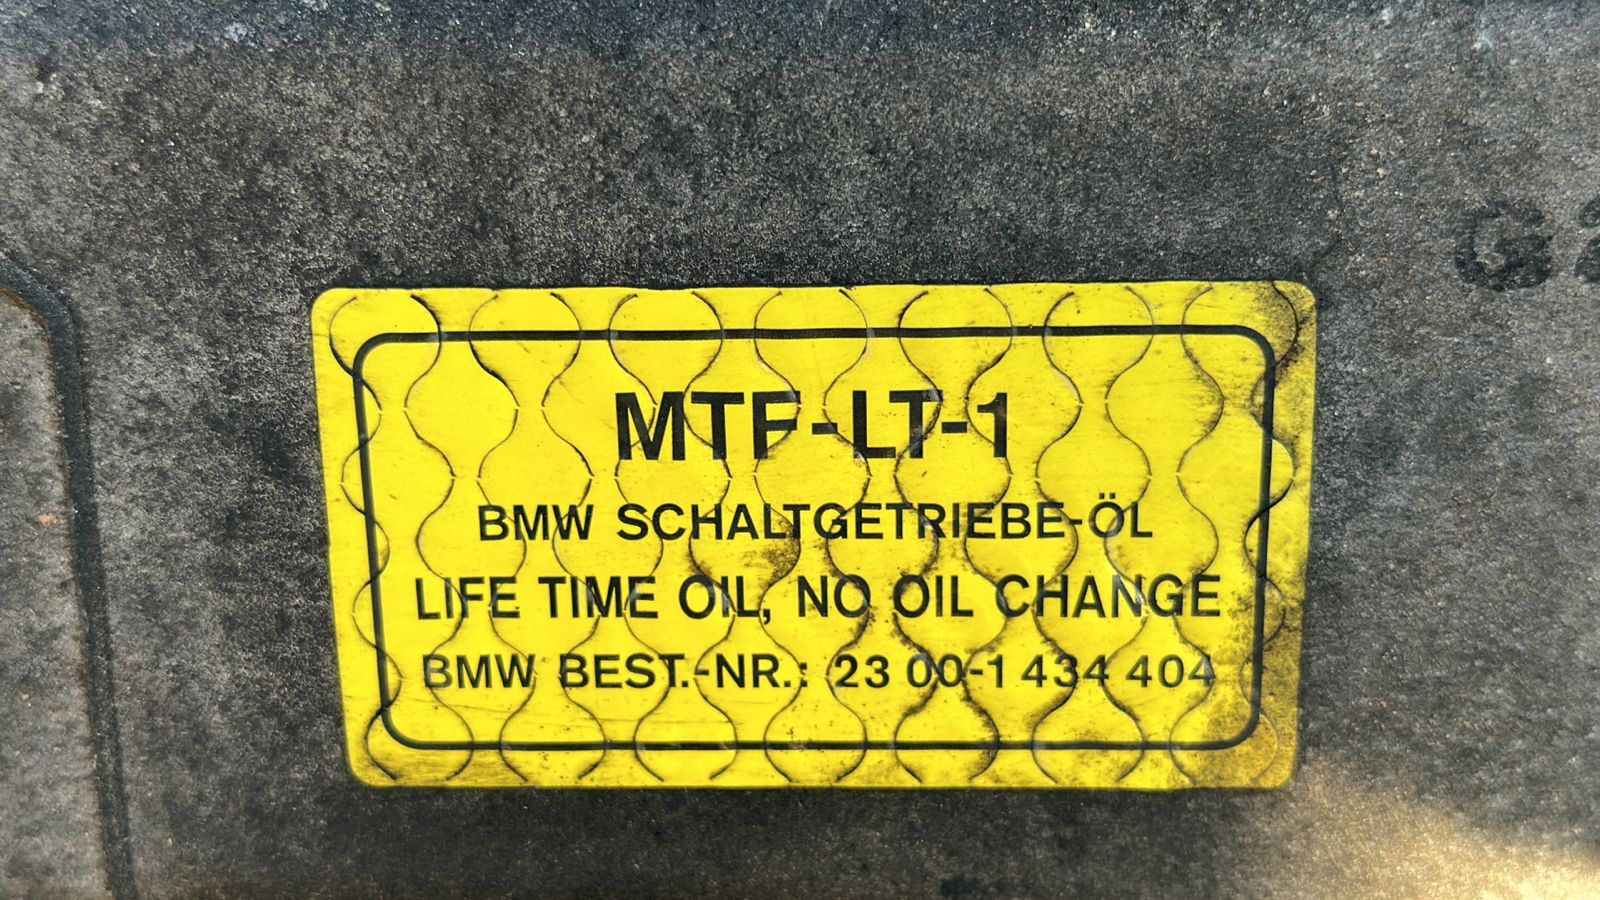 MTF-LT-1
BMW SCHALTGETRIEBE-ÖL
LIFE TIME OIL, NO OIL CHANGE
BMW BEST.-NR.: 23 00-1 434 404